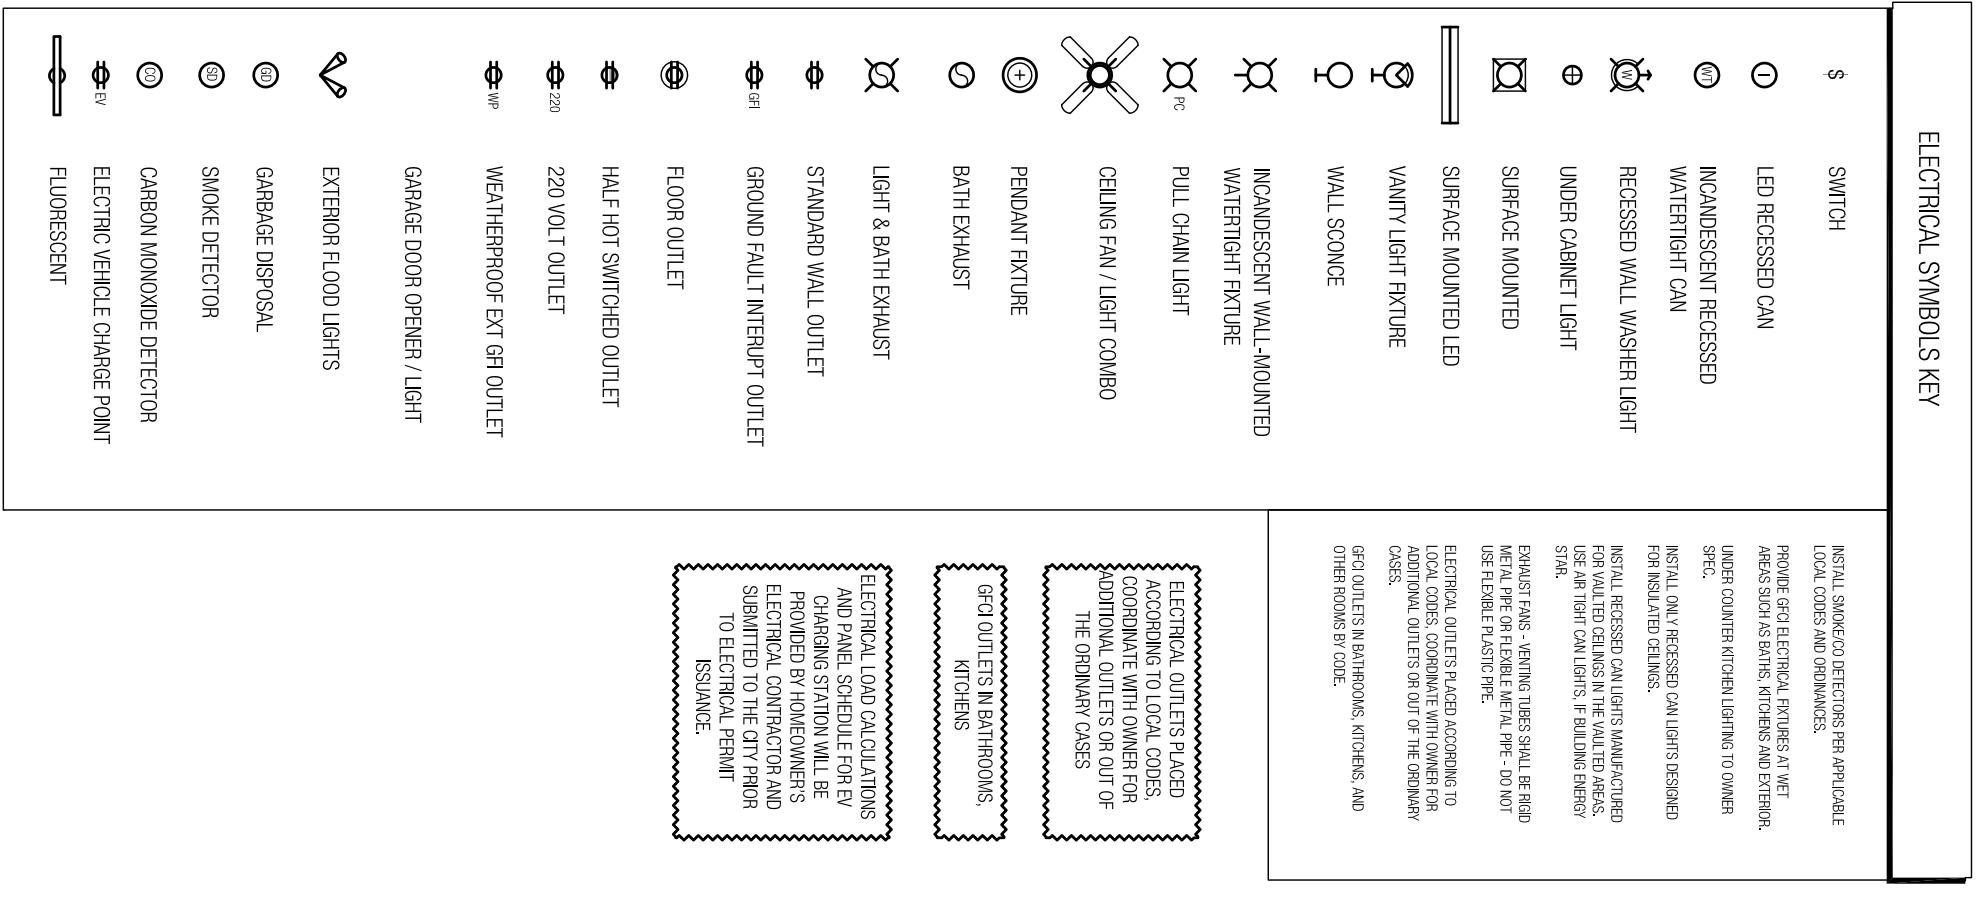 ELECTRICAL SYMBOLS KEY
$ SWITCH
LED RECESSED CAN
WT INCANDESCENT RECESSED
WATERTIGHT CAN
W RECESSED WALL WASHER LIGHT
UNDER CABINET LIGHT
SURFACE MOUNTED
SURFACE MOUNTED LED
VANITY LIGHT FIXTURE
WALL SCONCE
INCANDESCENT WALL-MOUNTED
WATERTIGHT FIXTURE
PC PULL CHAIN LIGHT
CEILING FAN / LIGHT COMBO
PENDANT FIXTURE
BATH EXHAUST
LIGHT & BATH EXHAUST
STANDARD WALL OUTLET
GFI GROUND FAULT INTERUPT OUTLET
FLOOR OUTLET
HALF HOT SWITCHED OUTLET
220 220 VOLT OUTLET
WP WEATHERPROOF EXT GFI OUTLET
GARAGE DOOR OPENER / LIGHT
EXTERIOR FLOOD LIGHTS
GD GARBAGE DISPOSAL
SD SMOKE DETECTOR
CO CARBON MONOXIDE DETECTOR
EV ELECTRIC VEHICLE CHARGE POINT
FLUORESCENT
INSTALL SMOKE/CO DETECTORS PER APPLICABLE
LOCAL CODES AND ORDINANCES.
PROVIDE GFCI ELECTRICAL FIXTURES AT WET
AREAS SUCH AS BATHS, KITCHENS AND EXTERIOR.
UNDER COUNTER KITCHEN LIGHTING TO OWNER
SPEC.
INSTALL ONLY RECESSED CAN LIGHTS DESIGNED
FOR INSULATED CEILINGS.
INSTALL RECESSED CAN LIGHTS MANUFACTURED
FOR VAULTED CEILINGS IN THE VAULTED AREAS.
USE AIR TIGHT CAN LIGHTS, IF BUILDING ENERGY
STAR.
EXHAUST FANS - VENTING TUBES SHALL BE RIGID
METAL PIPE OR FLEXIBLE METAL PIPE - DO NOT
USE FLEXIBLE PLASTIC PIPE.
ELECTRICAL OUTLETS PLACED ACCORDING TO
LOCAL CODES, COORDINATE WITH OWNER FOR
ADDITIONAL OUTLETS OR OUT OF THE ORDINARY
CASES.
GFCI OUTLETS IN BATHROOMS, KITCHENS, AND
OTHER ROOMS BY CODE.
ELECTRICAL OUTLETS PLACED
ACCORDING TO LOCAL CODES,
COORDINATE WITH OWNER FOR
ADDITIONAL OUTLETS OR OUT OF
THE ORDINARY CASES
GFCI OUTLETS IN BATHROOMS,
KITCHENS
ELECTRICAL LOAD CALCULATIONS
AND PANEL SCHEDULE FOR EV
CHARGING STATION WILL BE
PROVIDED BY HOMEOWNER'S
ELECTRICAL CONTRACTOR AND
SUBMITTED TO THE CITY PRIOR
TO ELECTRICAL PERMIT
ISSUANCE.